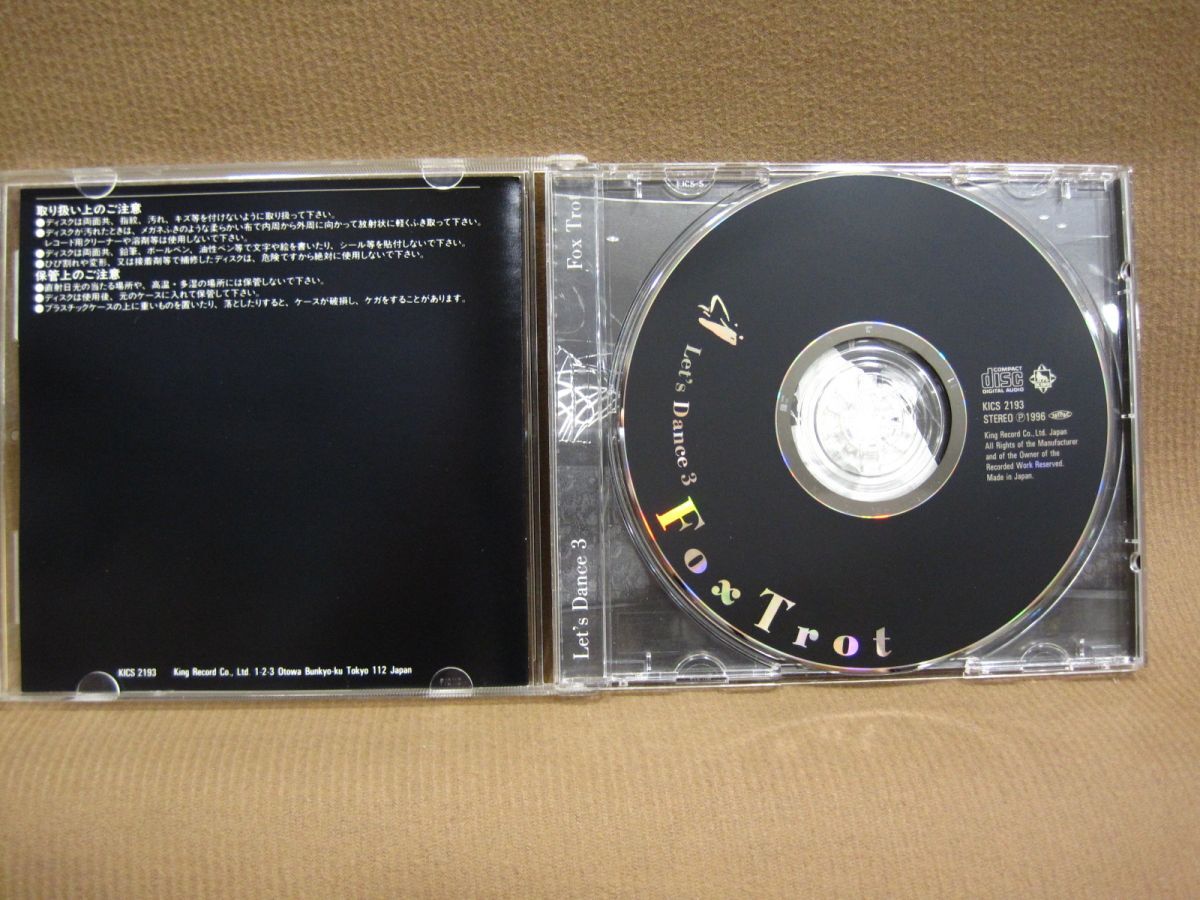 取り扱い上のご注意
●ディスクは両面共、指紋、汚れ、キズ等を付けないように取り扱って下さい。
●ディスクが汚れたときは、メガネふきのような柔らかい布で内周から外周に向かって放射状に軽くふき取って下さい。
レコード用クリーナーや溶剤等は使用しないで下さい。
●ディスクは両面共、鉛筆、ボールペン、油性ペン等で文字や絵を書いたり、シール等を貼付しないで下さい。
●ひび割れや変形、又は接着剤等で補修したディスクは、危険ですから絶対に使用しないで下さい。
保管上のご注意
●直射日光の当たる場所や、高温・多湿の場所には保管しないで下さい。
●ディスクは使用後、元のケースに入れて保管して下さい。
●プラスチックケースの上に重いものを置いたり、落としたりすると、ケースが破損し、ケガをすることがあります。
KICS 2193 King Record Co., Ltd. 1-2-3 Otowa Bunkyo-ku Tokyo 112 Japan
Let's Dance 3
Fox Trot
Let's Dance 3
Fox Trot
COMPACT
disc
DIGITAL AUDIO
KICS 2193
STEREO Ⓟ1996
King Record Co., Ltd. Japan
All Rights of the Manufacturer
and of the Owner of the
Recorded Work Reserved.
Made in Japan.